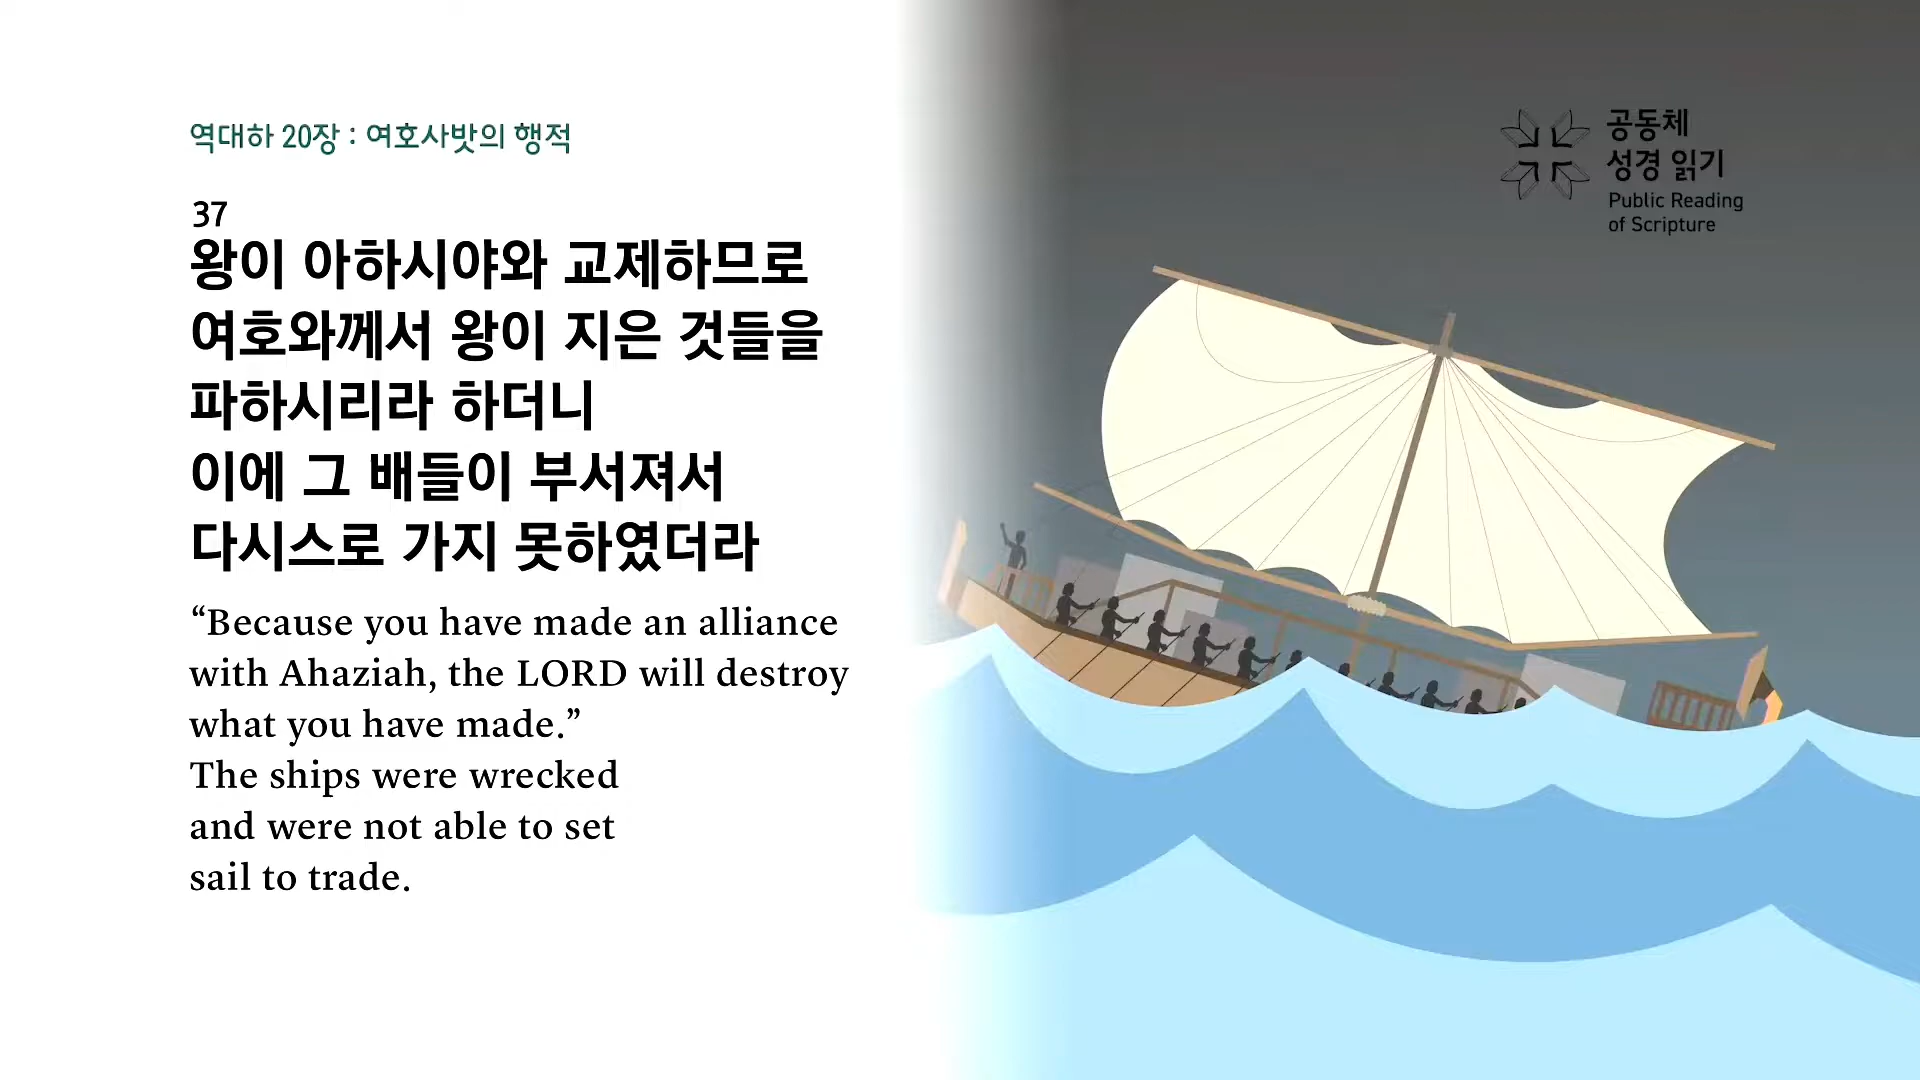 역대하 20장 : 여호사밧의 행적
37
왕이 아하시야와 교제하므로
여호와께서 왕이 지은 것들을
파하시리라 하더니
이에 그 배들이 부서져서
다시스로 가지 못하였더라
“Because you have made an alliance
with Ahaziah, the LORD will destroy
what you have made.”
The ships were wrecked
and were not able to set
sail to trade.
공동체
성경 읽기
Public Reading
of Scripture